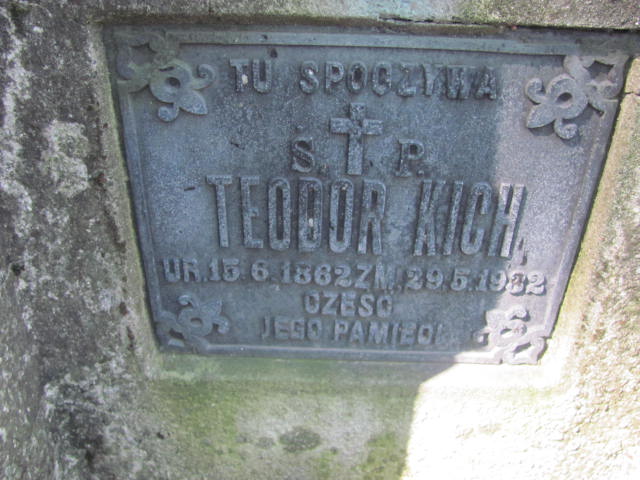 TU SPOCZYWA
Ś. P.
TEODOR KICH
UR. 15.6.1862 ZM. 29.5.1932
CZEŚĆ
JEGO PAMIĘCI